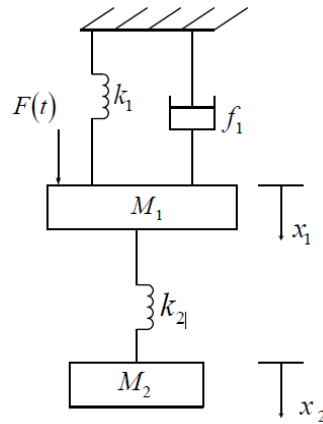 k₁
F(t)
f₁
M₁
x₁
k₂|
M₂
x₂